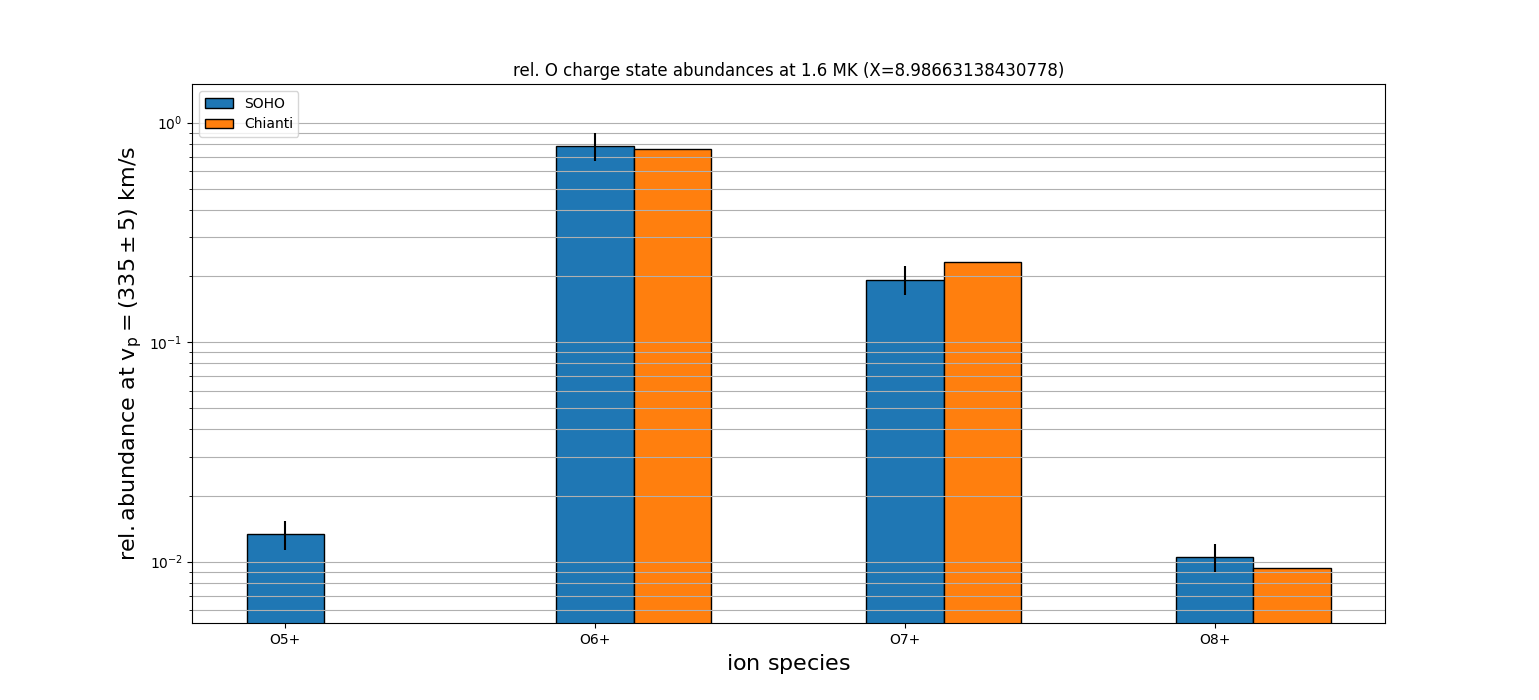 rel. O charge state abundances at 1.6 MK (X=8.98663138430778)
SOHO
Chianti
rel. abundance at vₚ = (335 ± 5) km/s
10⁰
10⁻¹
10⁻²
O5+
O6+
O7+
O8+
ion species